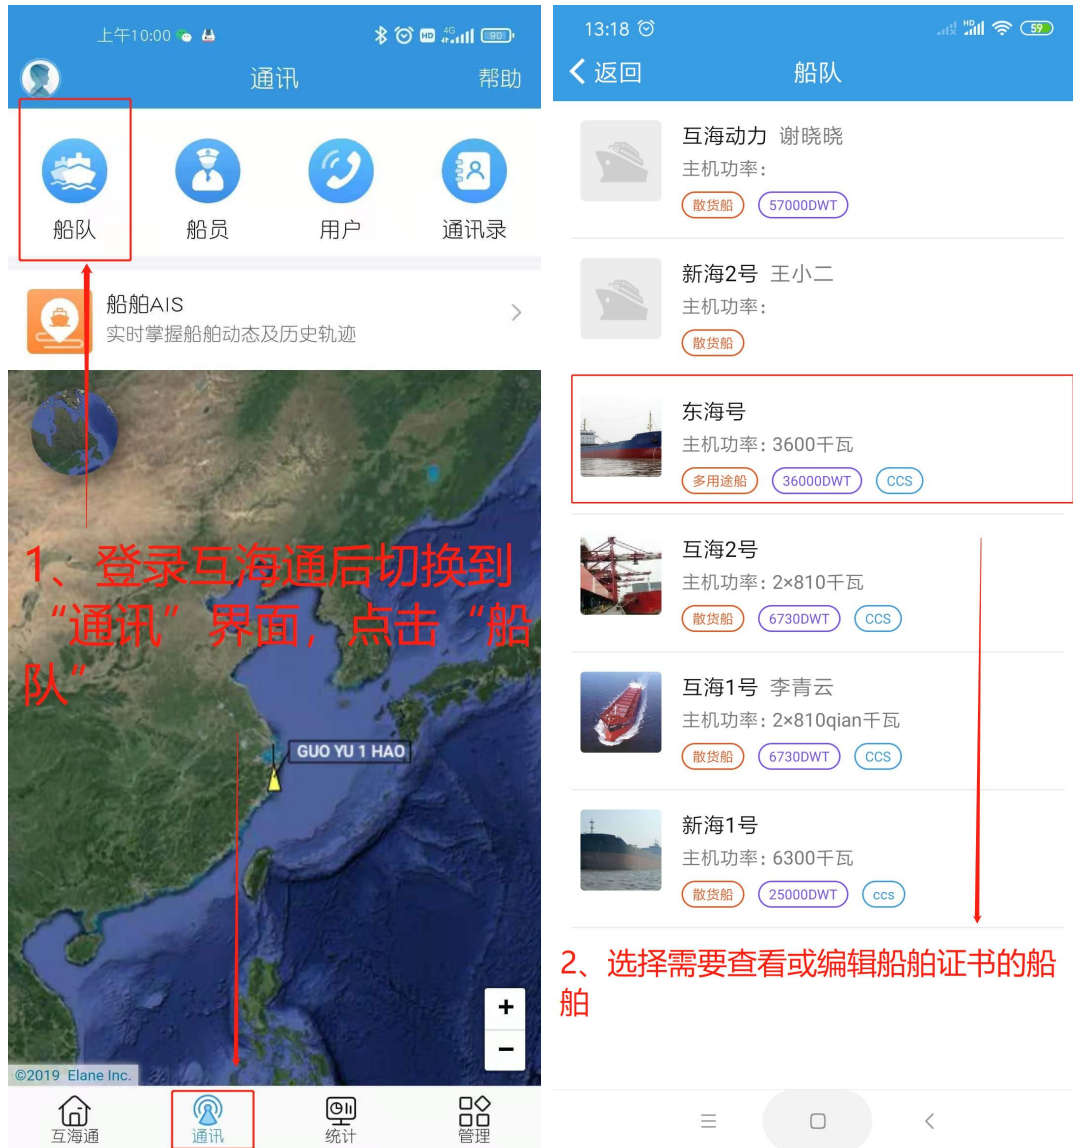 上午10:00
HD
4G
90
通讯
帮助
船队
船员
用户
通讯录
船舶AIS
实时掌握船舶动态及历史轨迹
1、登录互海通后切换到
“通讯”界面，点击“船
队”
GUO YU 1 HAO
+
−
©2019 Elane Inc.
互海通
通讯
统计
管理
13:18
HD
59
返回
船队
互海动力 谢晓晓
主机功率:
散货船 57000DWT
新海2号 王小二
主机功率:
散货船
东海号
主机功率: 3600千瓦
多用途船 36000DWT CCS
互海2号
主机功率: 2×810千瓦
散货船 6730DWT CCS
互海1号 李青云
主机功率: 2×810qian千瓦
散货船 6730DWT CCS
新海1号
主机功率: 6300千瓦
散货船 25000DWT ccs
2、选择需要查看或编辑船舶证书的船
舶